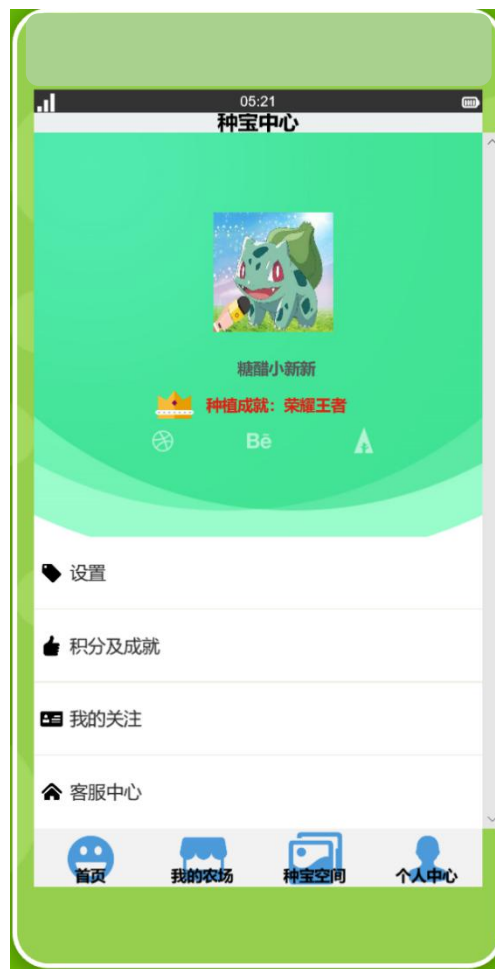 05:21
种宝中心
糖醋小新新
种植成就：荣耀王者
Bē
设置
积分及成就
我的关注
客服中心
首页 我的农场 种宝空间 个人中心